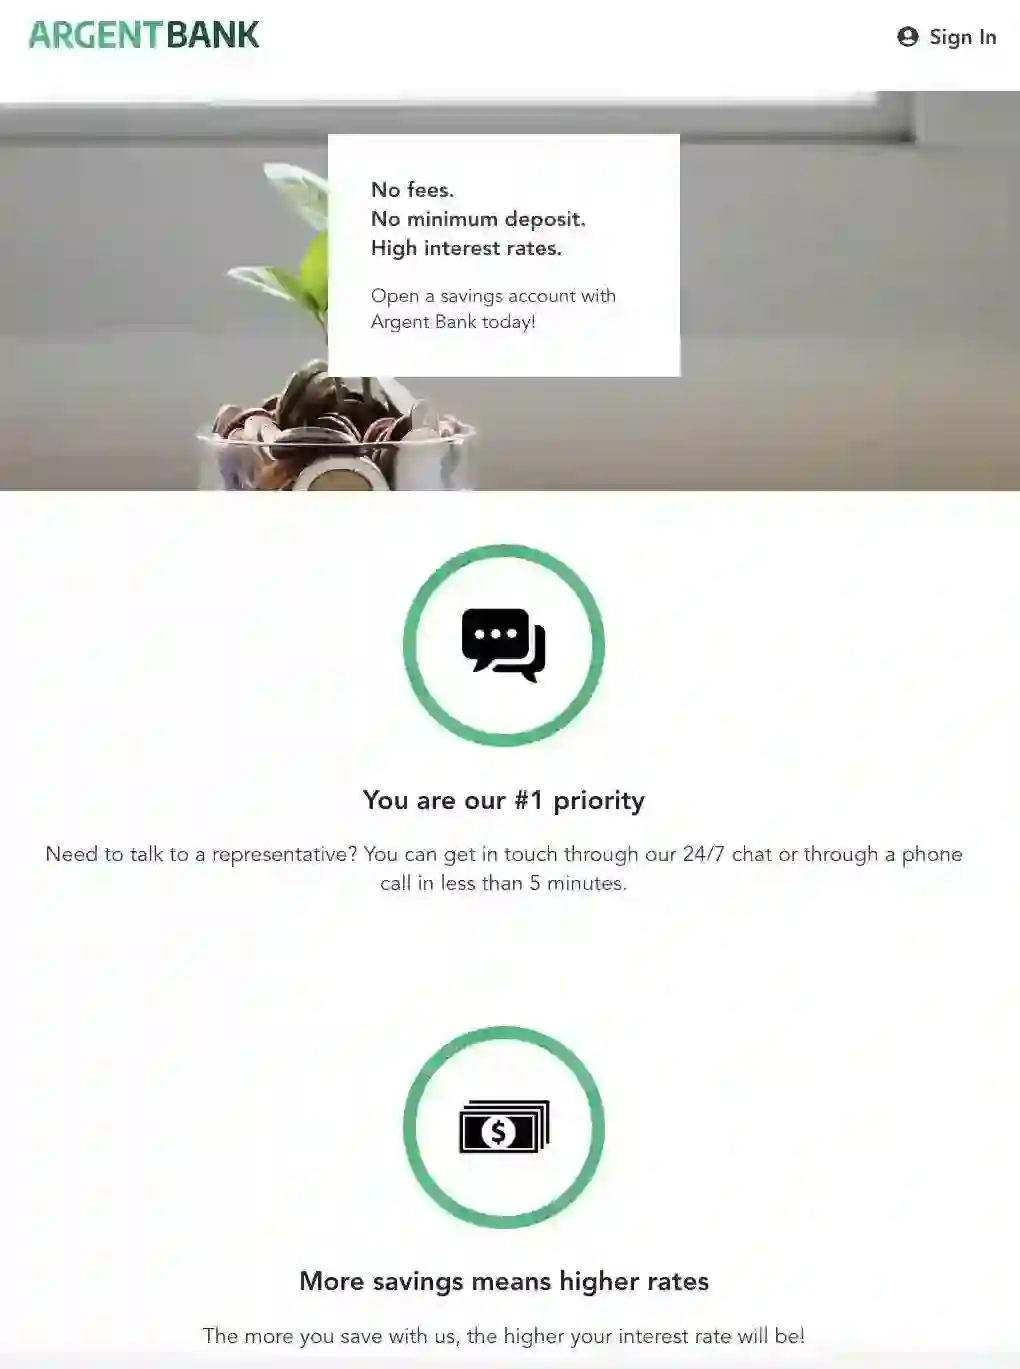 ARGENTBANK
Sign In
No fees.
No minimum deposit.
High interest rates.
Open a savings account with
Argent Bank today!
You are our #1 priority
Need to talk to a representative? You can get in touch through our 24/7 chat or through a phone
call in less than 5 minutes.
$
More savings means higher rates
The more you save with us, the higher your interest rate will be!